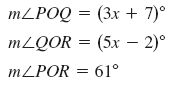 m∠POQ = (3x + 7)°
m∠QOR = (5x − 2)°
m∠POR = 61°